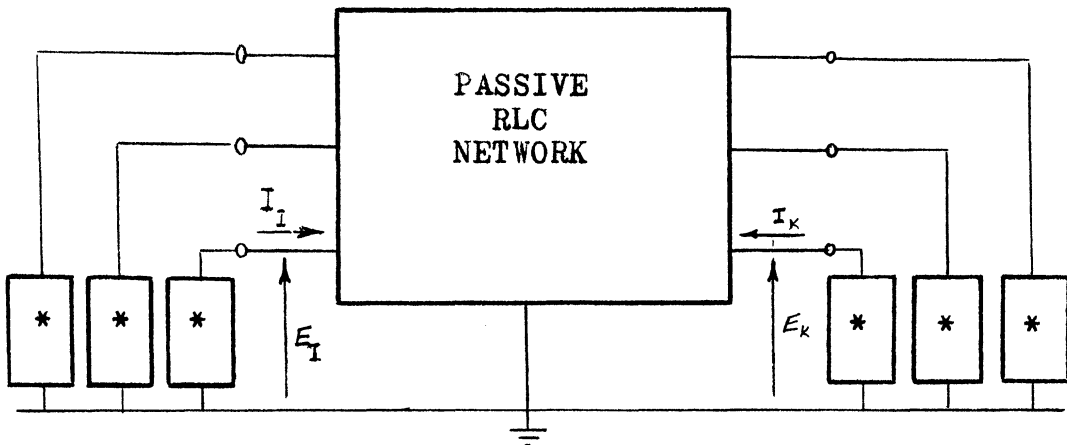 PASSIVE
RLC
NETWORK
I_I
I_K
E_I
E_K
* * * * * *